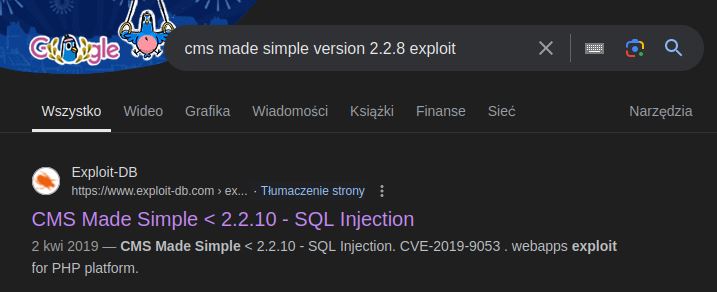 Google
cms made simple version 2.2.8 exploit
Wszystko Wideo Grafika Wiadomości Książki Finanse Sieć Narzędzia
Exploit-DB
https://www.exploit-db.com › ex... · Tłumaczenie strony
CMS Made Simple < 2.2.10 - SQL Injection
2 kwi 2019 — CMS Made Simple < 2.2.10 - SQL Injection. CVE-2019-9053 . webapps exploit
for PHP platform.